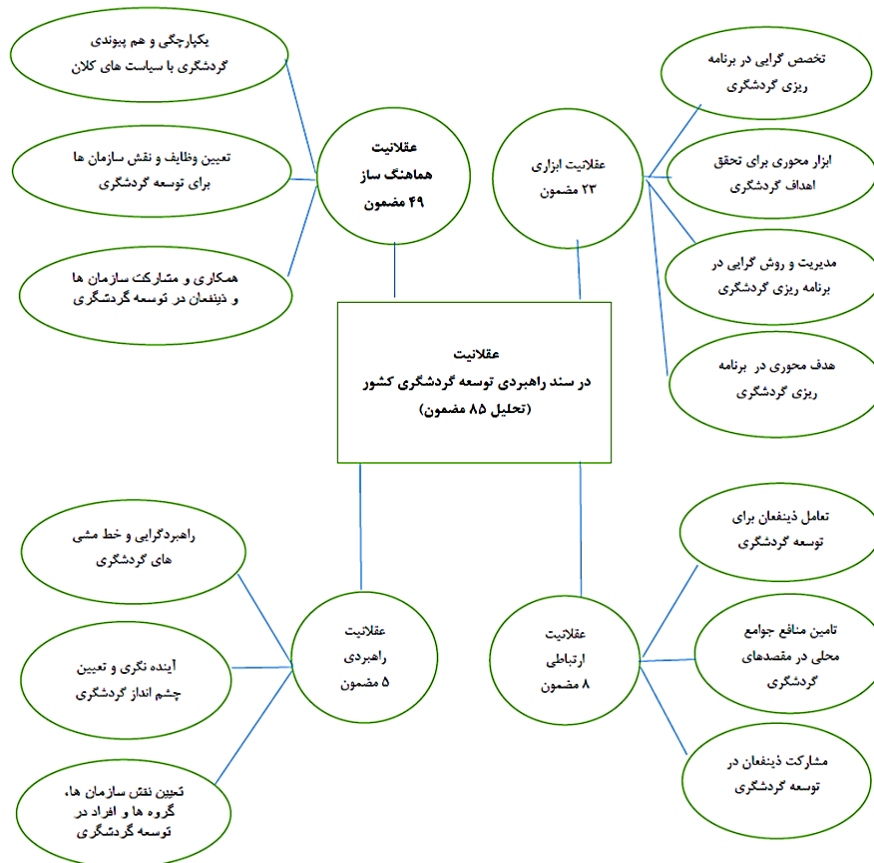 یکپارچگی و هم پیوندی
گردشگری با سیاست های کلان
تعیین وظایف و نقش سازمان ها
برای توسعه گردشگری
همکاری و مشارکت سازمان ها
و ذینفعان در توسعه گردشگری
عقلانیت
هماهنگ ساز
۴۹ مضمون
عقلانیت ابزاری
۲۳ مضمون
تخصص گرایی در برنامه
ریزی گردشگری
ابزار محوری برای تحقق
اهداف گردشگری
مدیریت و روش گرایی در
برنامه ریزی گردشگری
هدف محوری در برنامه
ریزی گردشگری
عقلانیت
در سند راهبردی توسعه گردشگری کشور
(تحلیل ۸۵ مضمون)
راهبردگرایی و خط مشی
های گردشگری
آینده نگری و تعیین
چشم انداز گردشگری
تعیین نقش سازمان ها،
گروه ها و افراد در
توسعه گردشگری
عقلانیت
راهبردی
۵ مضمون
عقلانیت
ارتباطی
۸ مضمون
تعامل ذینفعان برای
توسعه گردشگری
تامین منافع جوامع
محلی در مقصدهای
گردشگری
مشارکت ذینفعان در
توسعه گردشگری